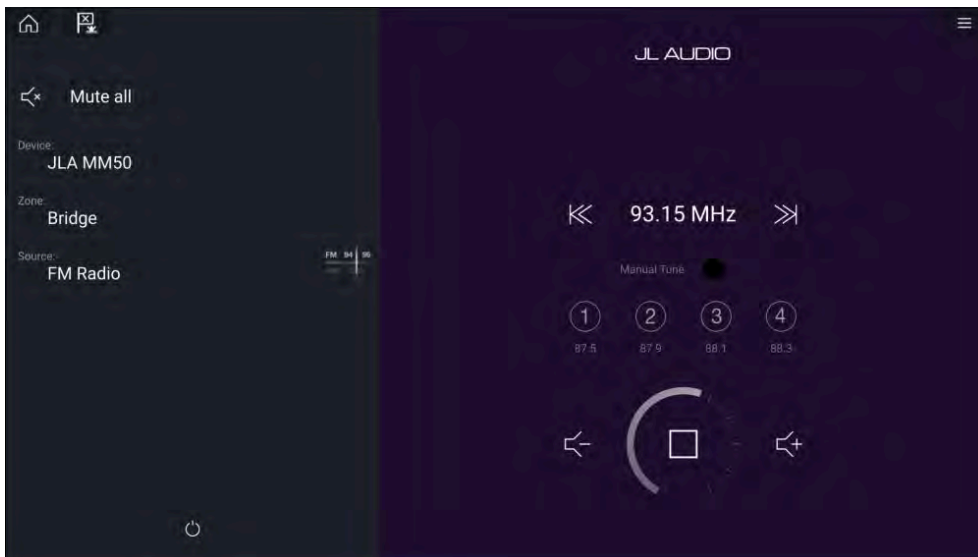 JL AUDIO
Mute all
Device:
JLA MM50
Zone:
Bridge
Source:
FM Radio
FM 94 96
93.15 MHz
Manual Tune
1 2 3 4
87.5 87.9 88.1 88.3